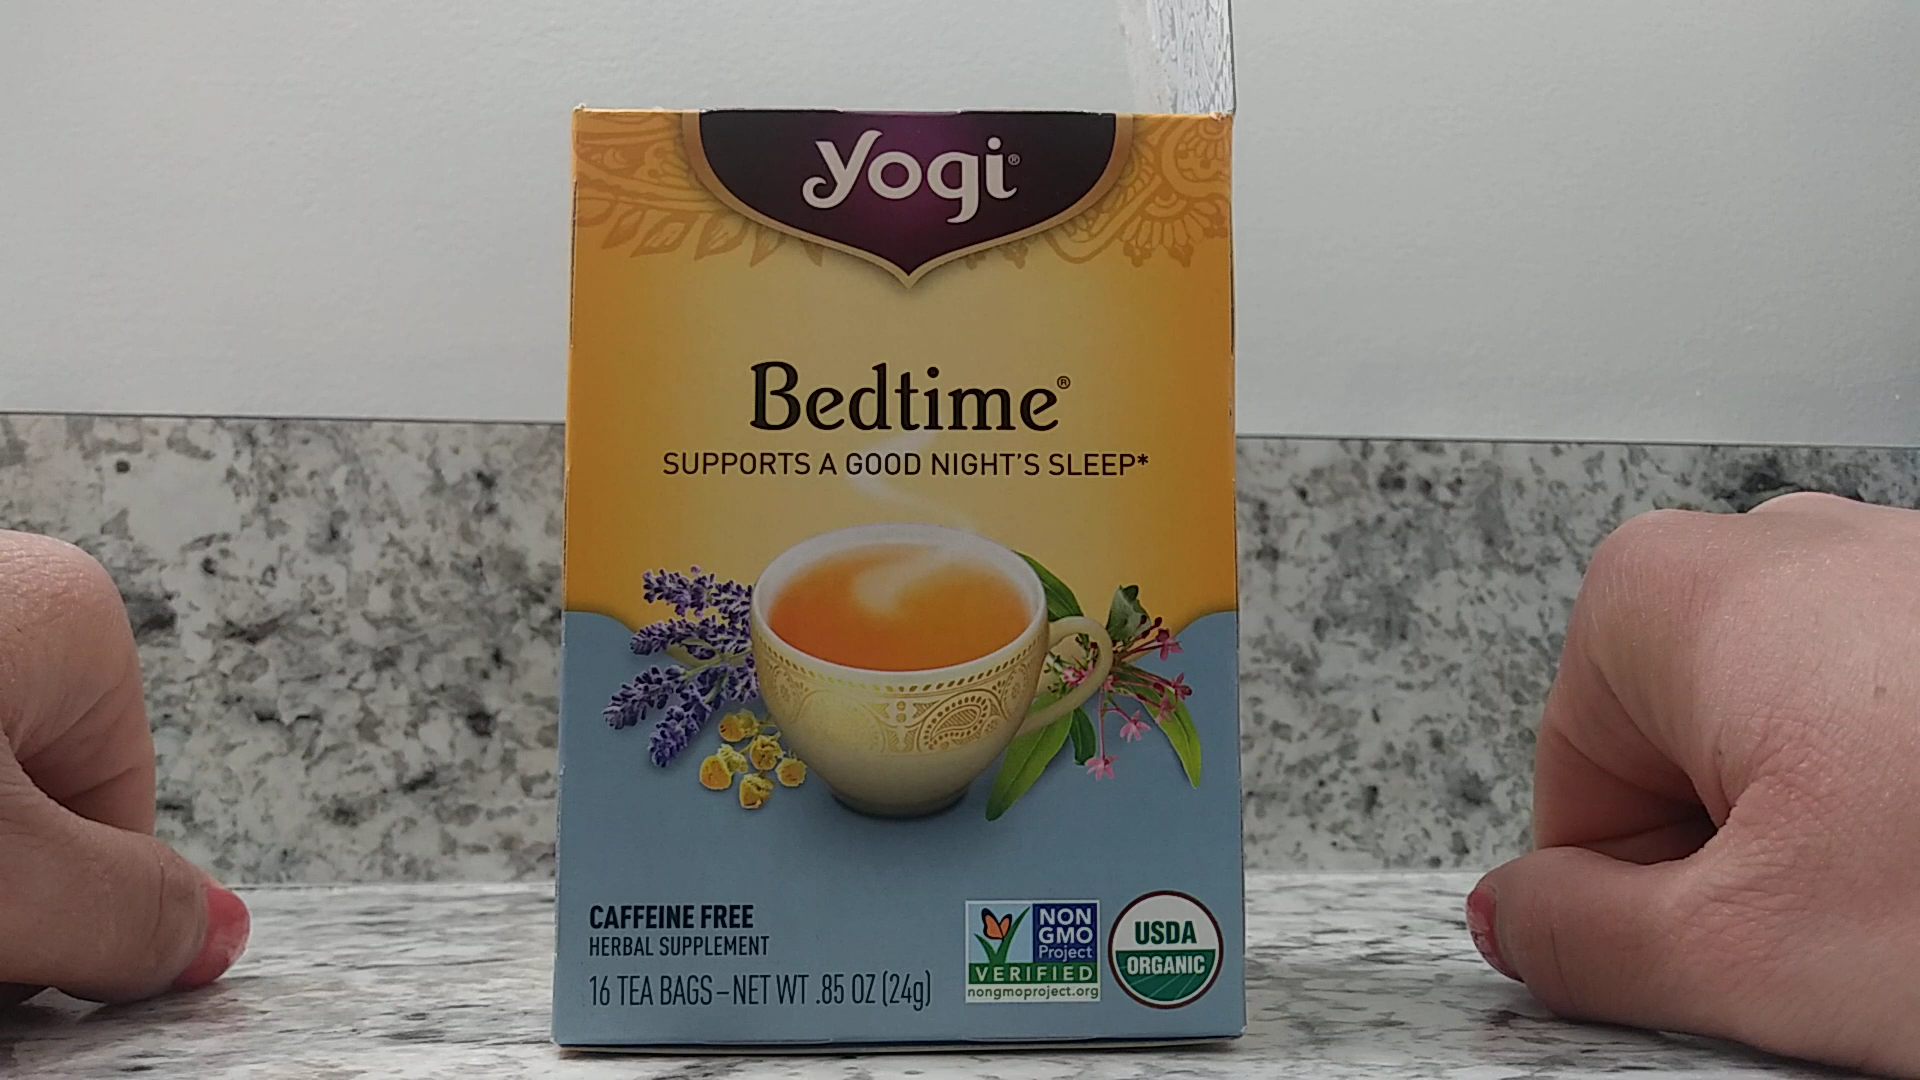 yogi®
Bedtime®
SUPPORTS A GOOD NIGHT'S SLEEP*
CAFFEINE FREE
HERBAL SUPPLEMENT
16 TEA BAGS – NET WT .85 OZ (24g)
NON
GMO
Project
VERIFIED
nongmoproject.org
USDA
ORGANIC